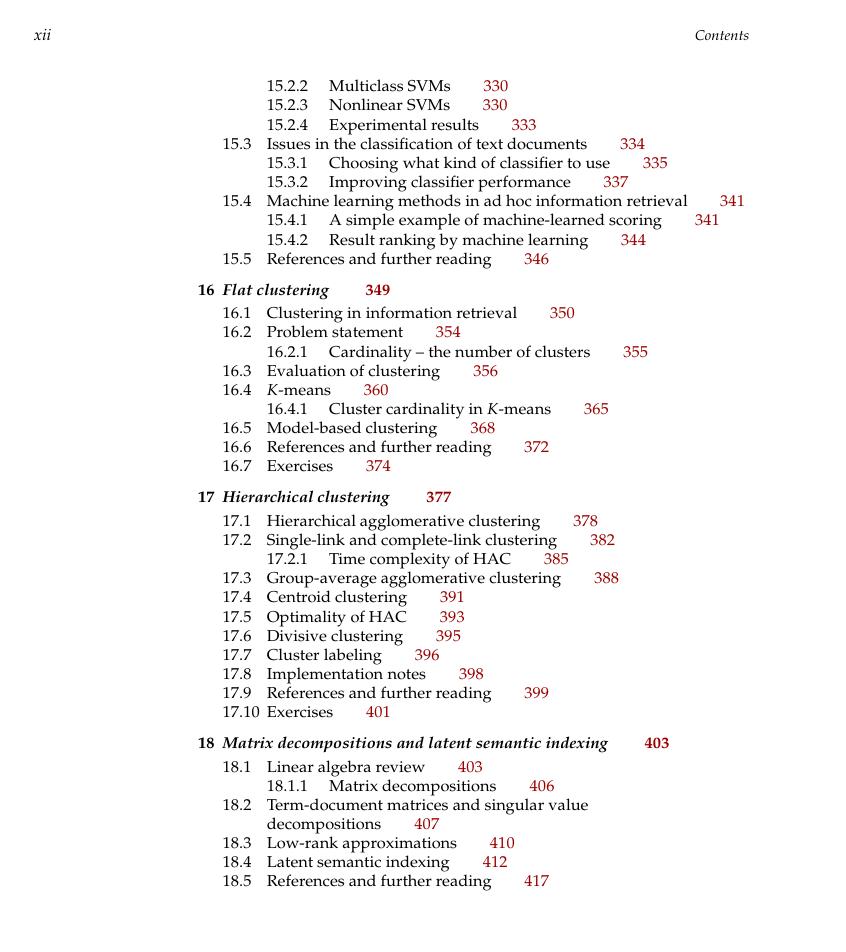 xii Contents
15.2.2 Multiclass SVMs 330
15.2.3 Nonlinear SVMs 330
15.2.4 Experimental results 333
15.3 Issues in the classification of text documents 334
15.3.1 Choosing what kind of classifier to use 335
15.3.2 Improving classifier performance 337
15.4 Machine learning methods in ad hoc information retrieval 341
15.4.1 A simple example of machine-learned scoring 341
15.4.2 Result ranking by machine learning 344
15.5 References and further reading 346
16 Flat clustering 349
16.1 Clustering in information retrieval 350
16.2 Problem statement 354
16.2.1 Cardinality – the number of clusters 355
16.3 Evaluation of clustering 356
16.4 K-means 360
16.4.1 Cluster cardinality in K-means 365
16.5 Model-based clustering 368
16.6 References and further reading 372
16.7 Exercises 374
17 Hierarchical clustering 377
17.1 Hierarchical agglomerative clustering 378
17.2 Single-link and complete-link clustering 382
17.2.1 Time complexity of HAC 385
17.3 Group-average agglomerative clustering 388
17.4 Centroid clustering 391
17.5 Optimality of HAC 393
17.6 Divisive clustering 395
17.7 Cluster labeling 396
17.8 Implementation notes 398
17.9 References and further reading 399
17.10 Exercises 401
18 Matrix decompositions and latent semantic indexing 403
18.1 Linear algebra review 403
18.1.1 Matrix decompositions 406
18.2 Term-document matrices and singular value
decompositions 407
18.3 Low-rank approximations 410
18.4 Latent semantic indexing 412
18.5 References and further reading 417